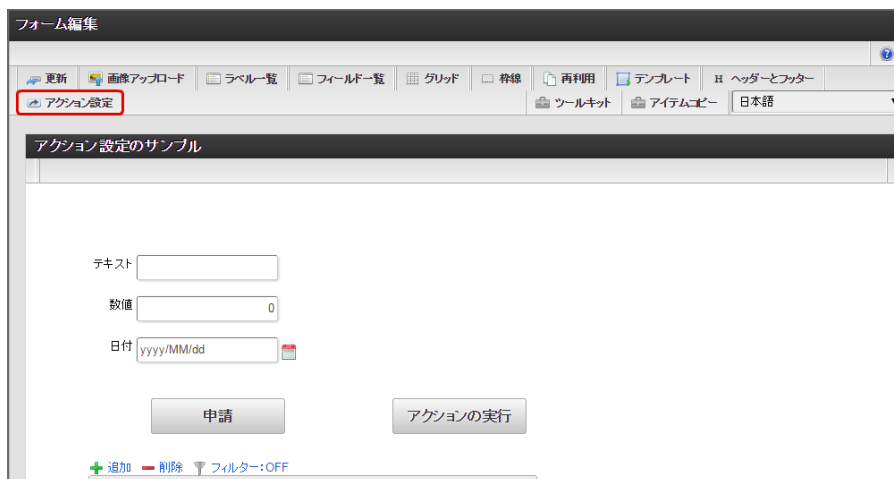 フォーム編集
更新 画像アップロード ラベル一覧 フィールド一覧 グリッド 枠線 再利用 テンプレート H ヘッダーとフッター
アクション設定 ツールキット アイテムコピー 日本語
アクション設定のサンプル
テキスト
数値 0
日付 yyyy/MM/dd
申請 アクションの実行
追加 削除 フィルター:OFF